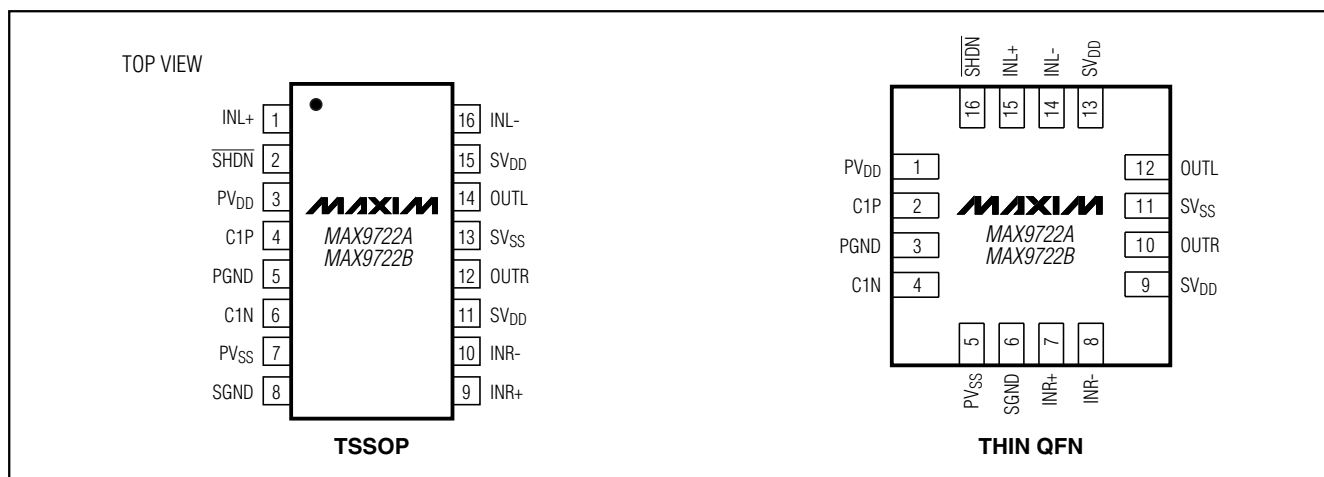 TOP VIEW
INL+ 1
SHDN 2
PVDD 3
C1P 4
PGND 5
C1N 6
PVSS 7
SGND 8
MAXIM
MAX9722A
MAX9722B
16 INL-
15 SVDD
14 OUTL
13 SVSS
12 OUTR
11 SVDD
10 INR-
9 INR+
TSSOP
SHDN INL+ INL- SVDD
16 15 14 13
PVDD 1
C1P 2
PGND 3
C1N 4
MAXIM
MAX9722A
MAX9722B
12 OUTL
11 SVSS
10 OUTR
9 SVDD
5 6 7 8
PVSS SGND INR+ INR-
THIN QFN